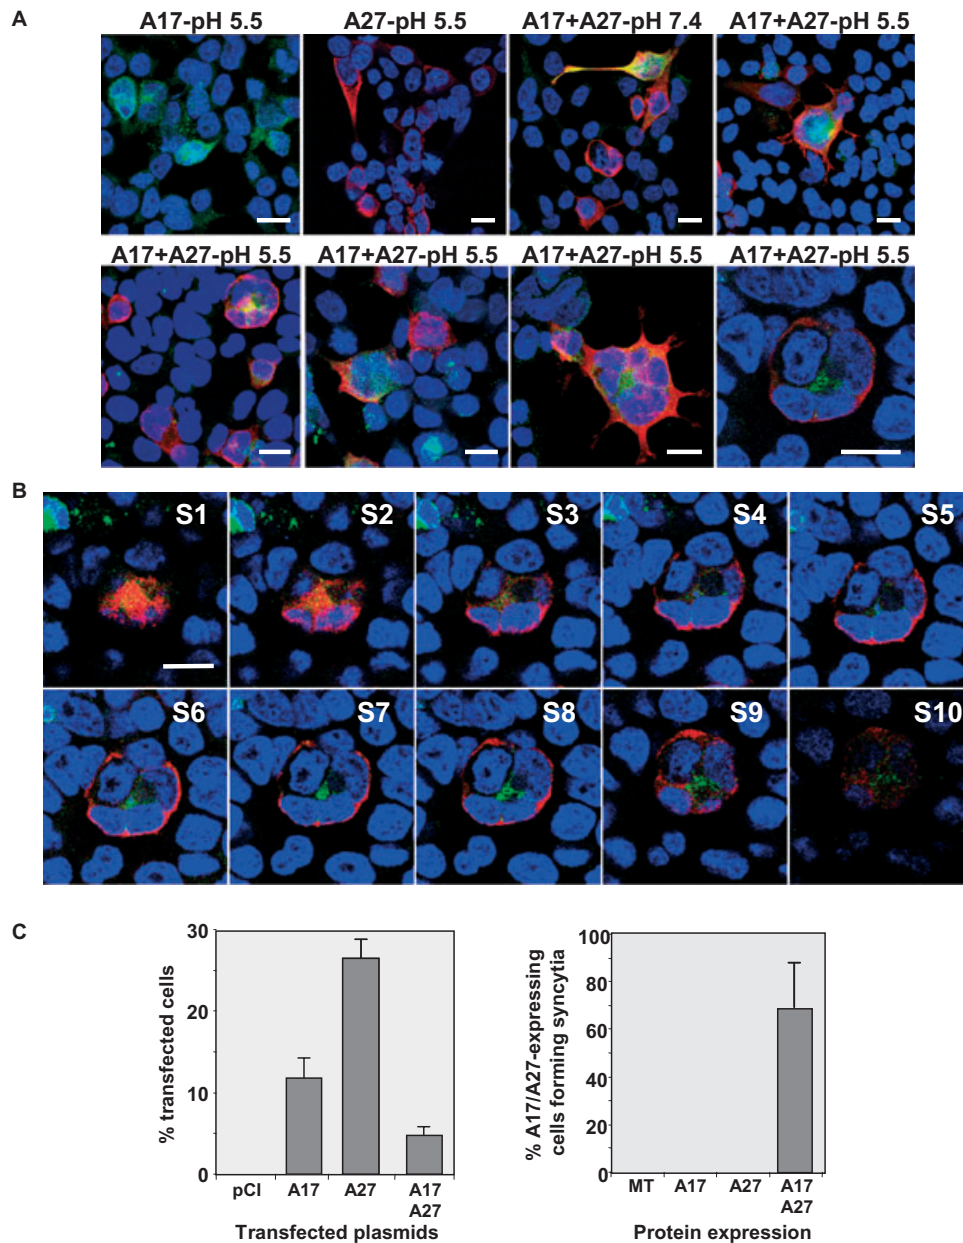 A
A17-pH 5.5
A27-pH 5.5
A17+A27-pH 7.4
A17+A27-pH 5.5
A17+A27-pH 5.5
A17+A27-pH 5.5
A17+A27-pH 5.5
A17+A27-pH 5.5
B
S1
S2
S3
S4
S5
S6
S7
S8
S9
S10
C
% transfected cells
30
20
10
0
pCI
A17
A27
A17
A27
Transfected plasmids
% A17/A27-expressing
cells forming syncytia
100
80
60
40
20
0
MT
A17
A27
A17
A27
Protein expression